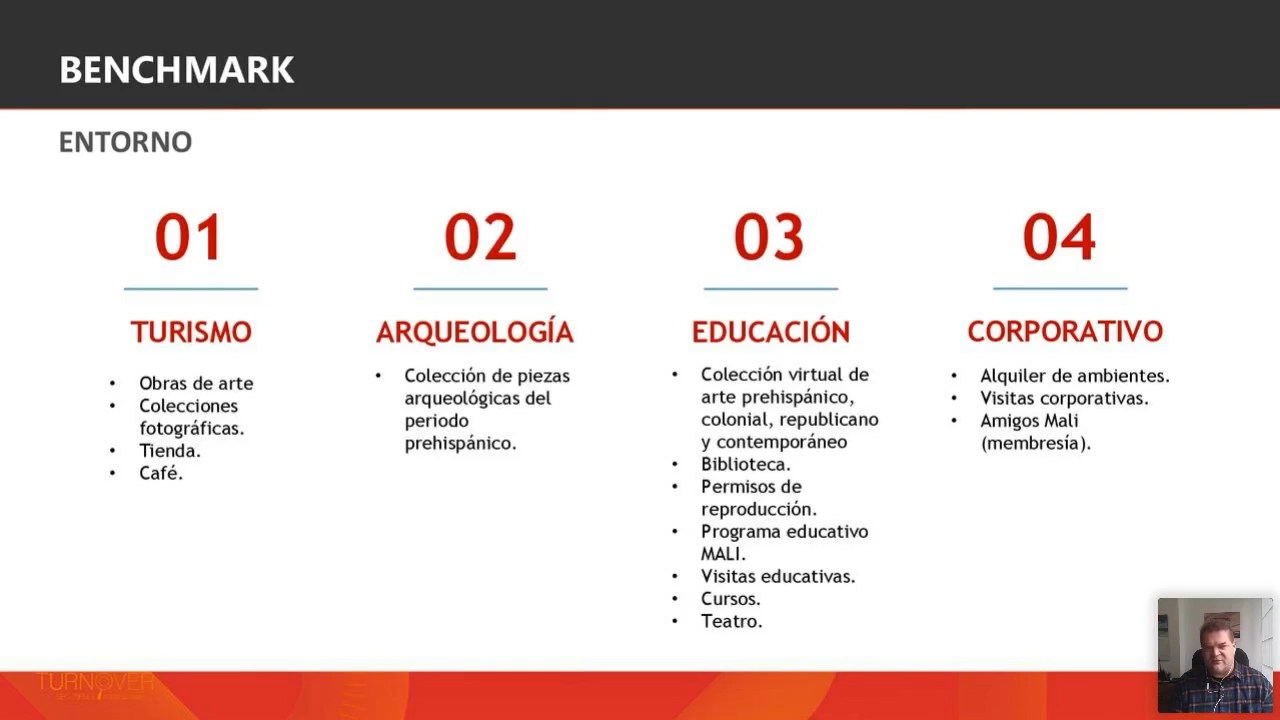 BENCHMARK
ENTORNO
01
TURISMO
• Obras de arte
• Colecciones
fotográficas.
• Tienda.
• Café.
02
ARQUEOLOGÍA
• Colección de piezas
arqueológicas del
periodo
prehispánico.
03
EDUCACIÓN
• Colección virtual de
arte prehispánico,
colonial, republicano
y contemporáneo
• Biblioteca.
• Permisos de
reproducción.
• Programa educativo
MALI.
• Visitas educativas.
• Cursos.
• Teatro.
04
CORPORATIVO
• Alquiler de ambientes.
• Visitas corporativas.
• Amigos Mali
(membresía).
TURNOVER